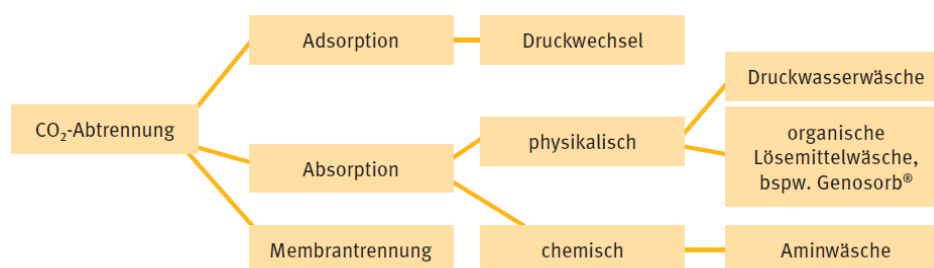 CO₂-Abtrennung
Adsorption
Druckwechsel
Absorption
physikalisch
Druckwasserwäsche
organische
Lösemittelwäsche,
bspw. Genosorb®
chemisch
Aminwäsche
Membrantrennung